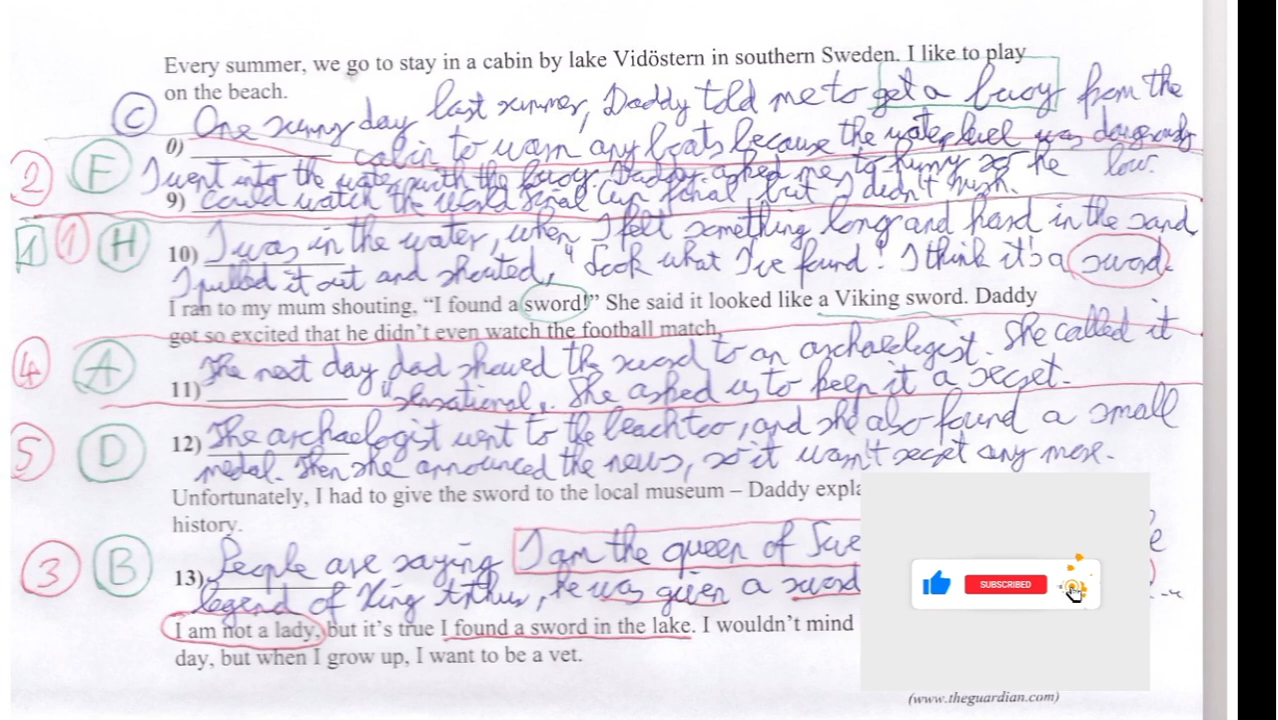 Every summer, we go to stay in a cabin by lake Vidöstern in southern Sweden. I like to play
on the beach.
C One sunny day last summer, Daddy told me to get a buoy from the
0) cabin to warn any boats because the water level was dangerously
low.
2 F I went into the water with the buoy. Daddy asked me to hurry so he
9) could watch the world final Cup final but I didn't
1 1 H I was in the water, when I felt something long and hard in the sand
10) I pulled it out and shouted, "Look what I've found! I think it's a sword.
I ran to my mum shouting, “I found a sword!” She said it looked like a Viking sword. Daddy
got so excited that he didn’t even watch the football match.
4 A The next day dad showed the sword to an archaelogist. She called it
11) "sensational". She asked us to keep it a secret.
5 D 12) The archaelogist went to the beach too, and she also found a small
medal. Then she announced the news, so it wasn't secret any more.
Unfortunately, I had to give the sword to the local museum – Daddy expla
history.
3 B People are saying I am the queen of Swe
13) legend of King Arthur, he was given a sword
I am not a lady, but it’s true I found a sword in the lake. I wouldn’t mind
day, but when I grow up, I want to be a vet.
SUBSCRIBED
(www.theguardian.com)